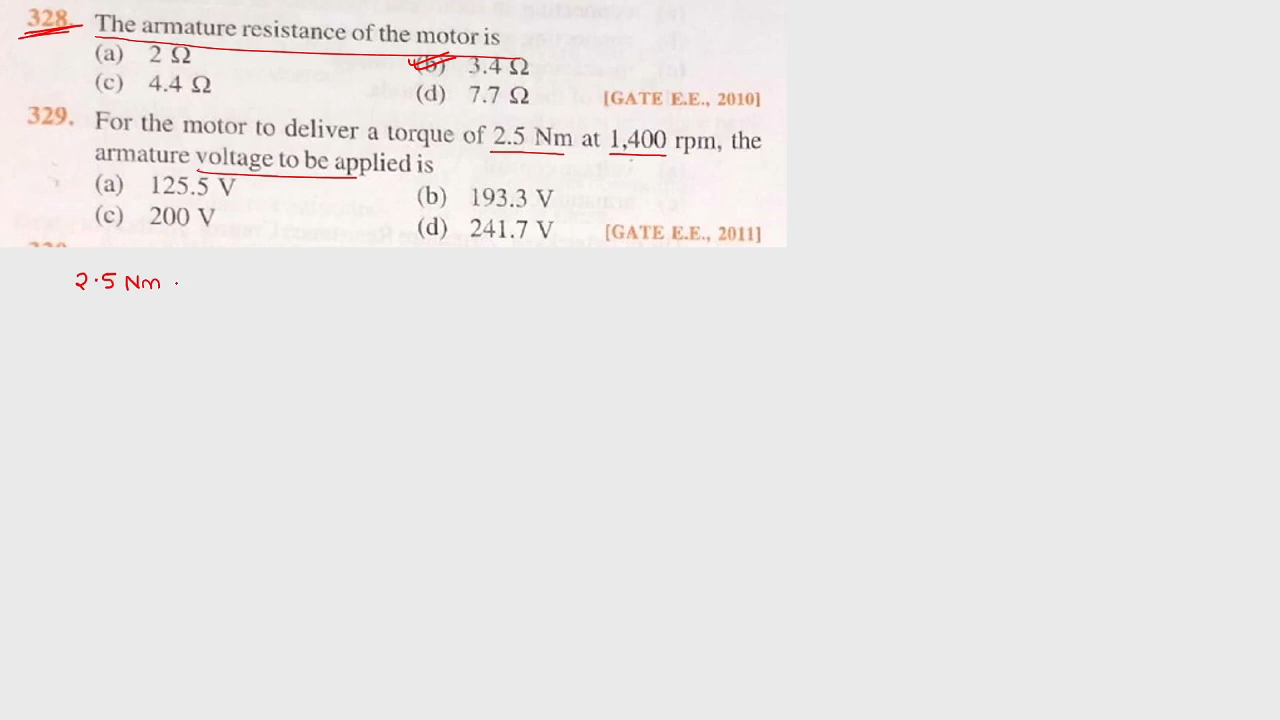 328. The armature resistance of the motor is
(a) 2 Ω (b) 3.4 Ω
(c) 4.4 Ω (d) 7.7 Ω [GATE E.E., 2010]
329. For the motor to deliver a torque of 2.5 Nm at 1,400 rpm, the
armature voltage to be applied is
(a) 125.5 V (b) 193.3 V
(c) 200 V (d) 241.7 V [GATE E.E., 2011]
2.5 Nm .